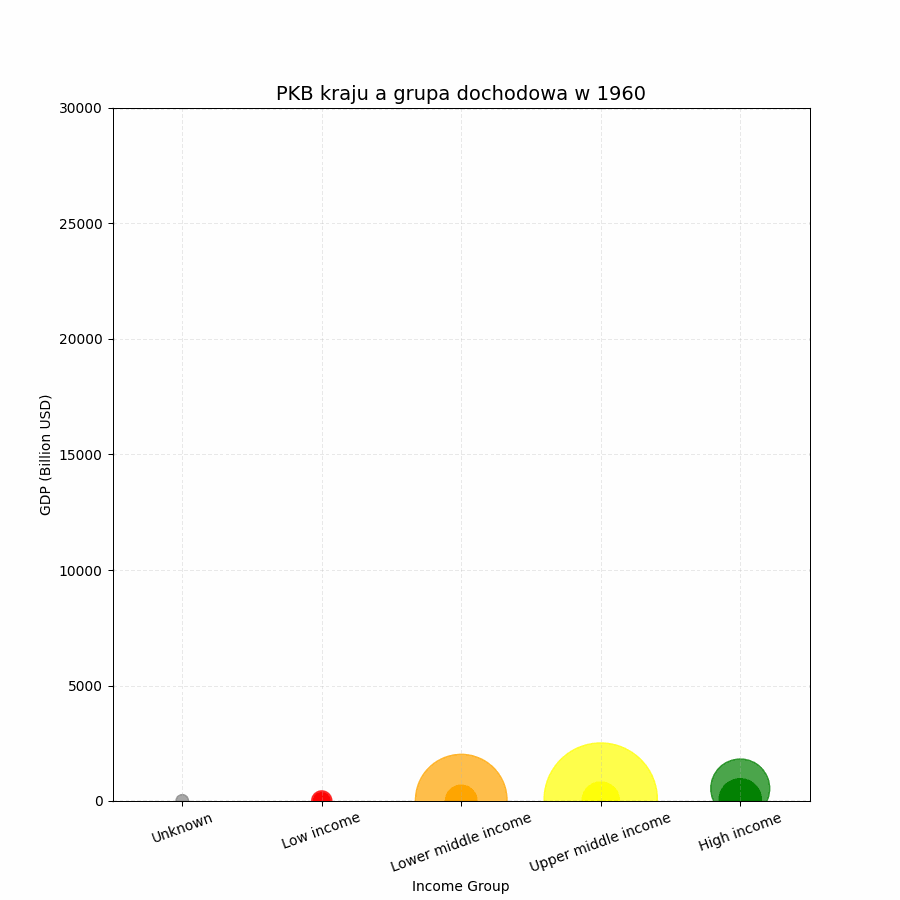 PKB kraju a grupa dochodowa w 1960
30000
25000
20000
15000
10000
5000
0
GDP (Billion USD)
Unknown
Low income
Lower middle income
Upper middle income
High income
Income Group